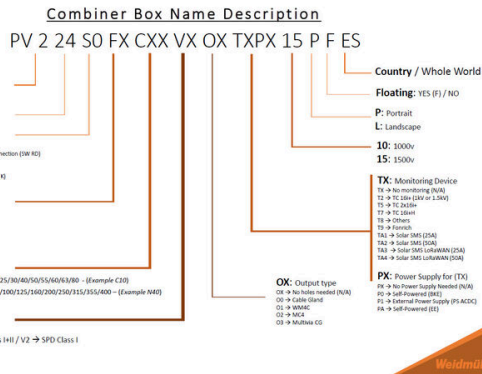 Combiner Box Name Description
PV 2 24 S0 FX CXX VX OX TXPX 15 P F ES
Country / Whole World
Floating: YES (F) / NO
P: Portrait
L: Landscape
10: 1000v
15: 1500v
TX: Monitoring Device
TX → No monitoring (N/A)
T2 → TC 16i+ (1kV or 1.5kV)
T5 → TC 2x16i+
T7 → TC 16i+H
T8 → Others
T9 → Fonrich
TA1 → Solar SMS (25A)
TA2 → Solar SMS (50A)
TA3 → Solar SMS LoRaWAN (25A)
TA4 → Solar SMS LoRaWAN (50A)
PX: Power Supply for (TX)
PX → No Power Supply Needed (N/A)
P0 → Self-Powered (BKE)
P1 → External Power Supply (PS ACDC)
PA → Self-Powered (EE)
nection (SW RD)
25/30/40/50/55/60/63/80 - (Example C10)
/100/125/160/200/250/315/355/400 – (Example N40)
OX: Output type
OX → No holes needed (N/A)
O0 → Cable Gland
O1 → WM4C
O2 → MC4
O3 → Multivia CG
I+II / V2 → SPD Class I
Weidmü